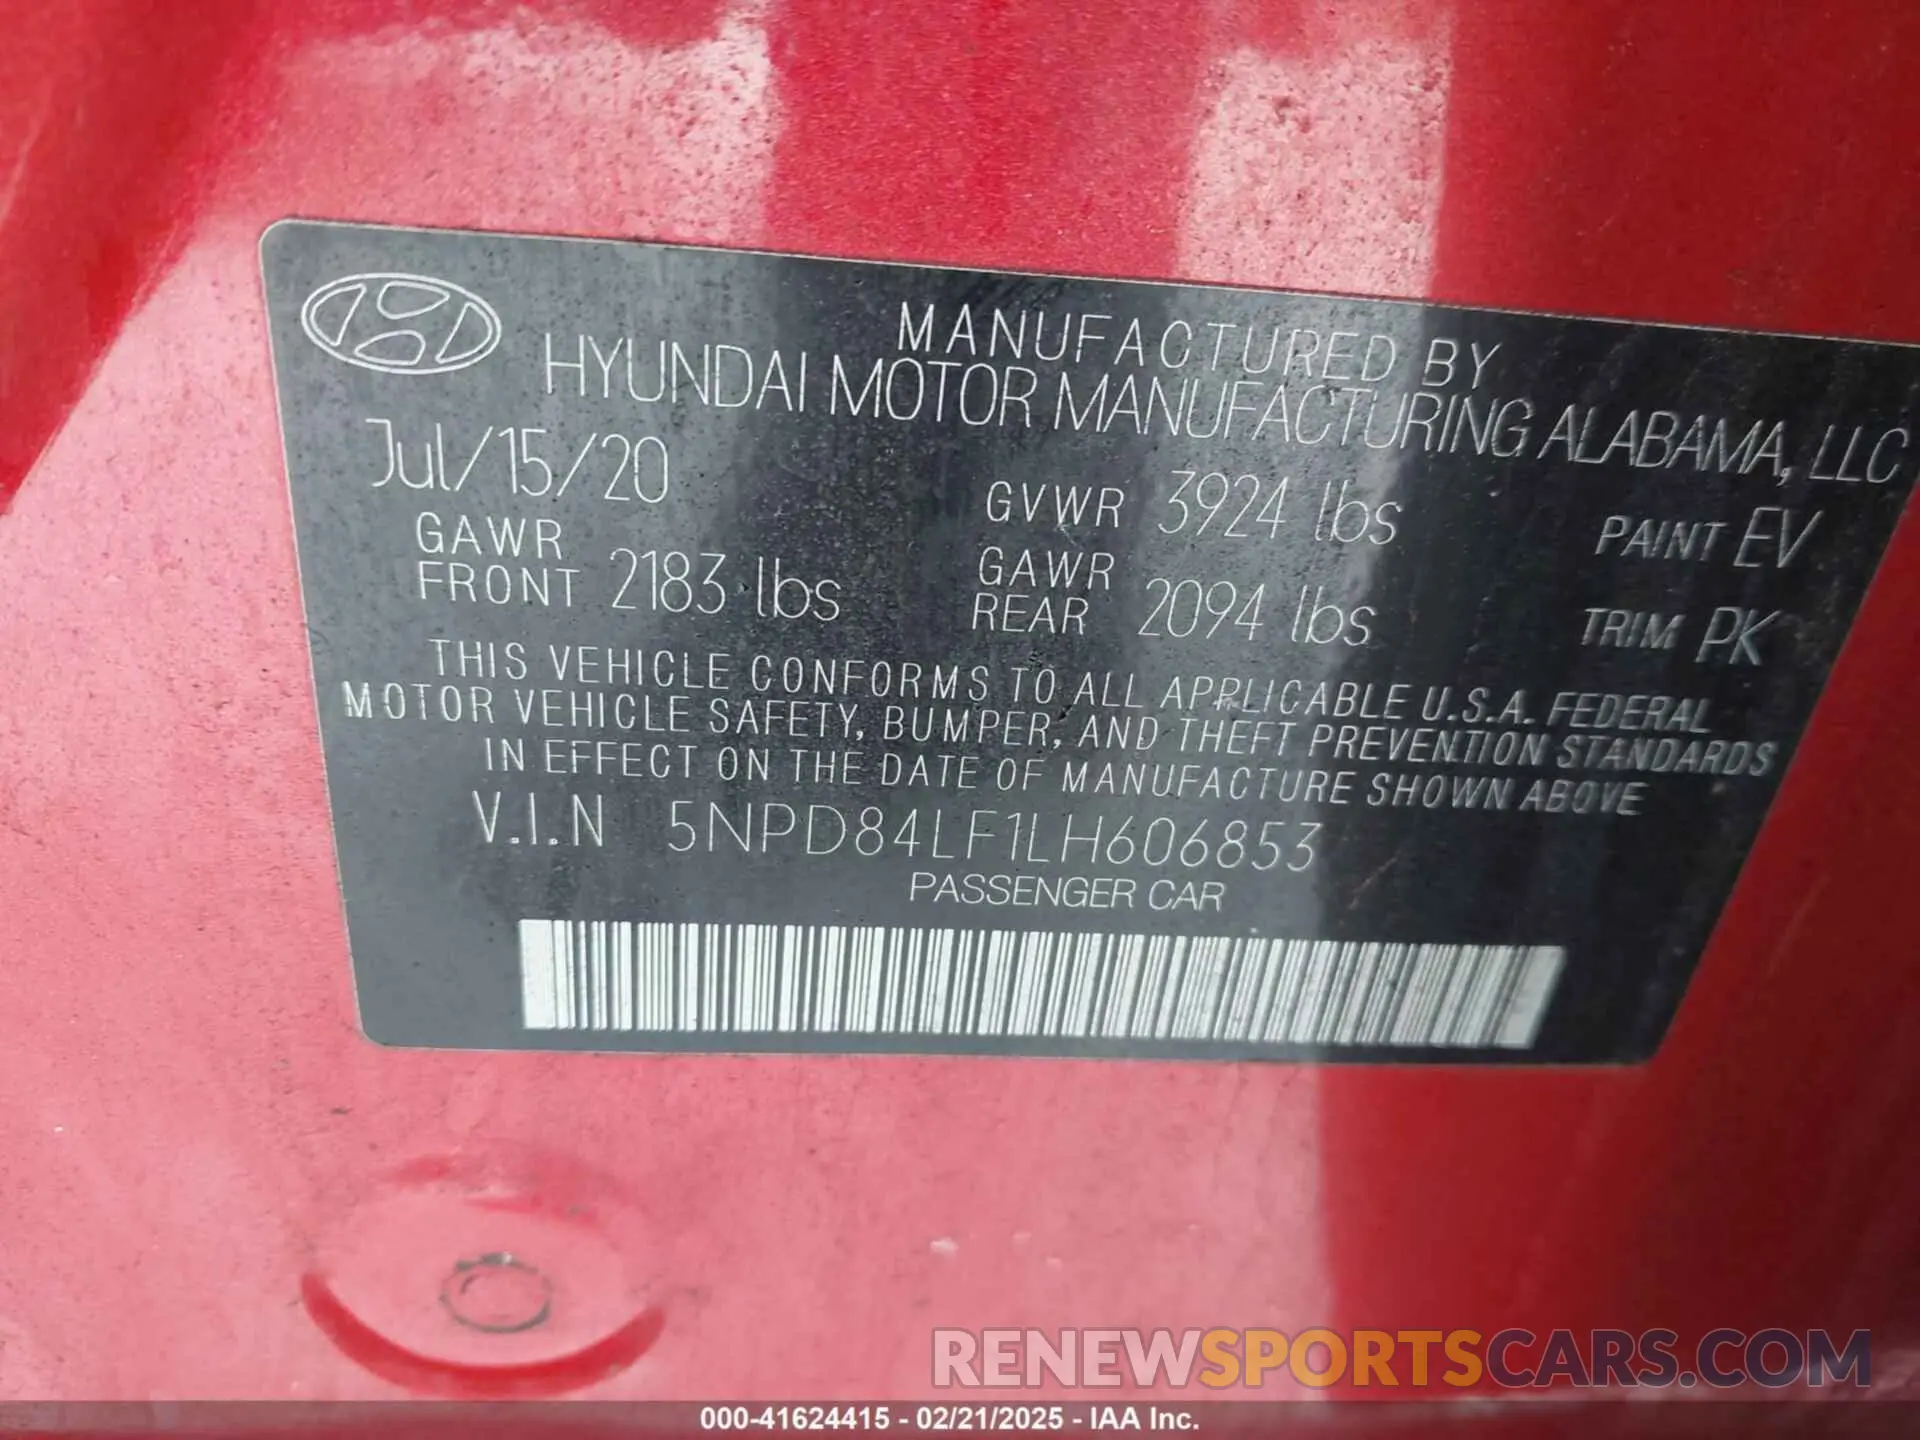 MANUFACTURED BY
HYUNDAI MOTOR MANUFACTURING ALABAMA, LLC
Jul/15/20 GVWR 3924 lbs PAINT EV
GAWR FRONT 2183 lbs GAWR REAR 2094 lbs TRIM PK
THIS VEHICLE CONFORMS TO ALL APPLICABLE U.S.A. FEDERAL
MOTOR VEHICLE SAFETY, BUMPER, AND THEFT PREVENTION STANDARDS
IN EFFECT ON THE DATE OF MANUFACTURE SHOWN ABOVE
V.I.N 5NPD84LF1LH606853
PASSENGER CAR
RENEWSPORTSCARS.COM
000-41624415 - 02/21/2025 - IAA Inc.